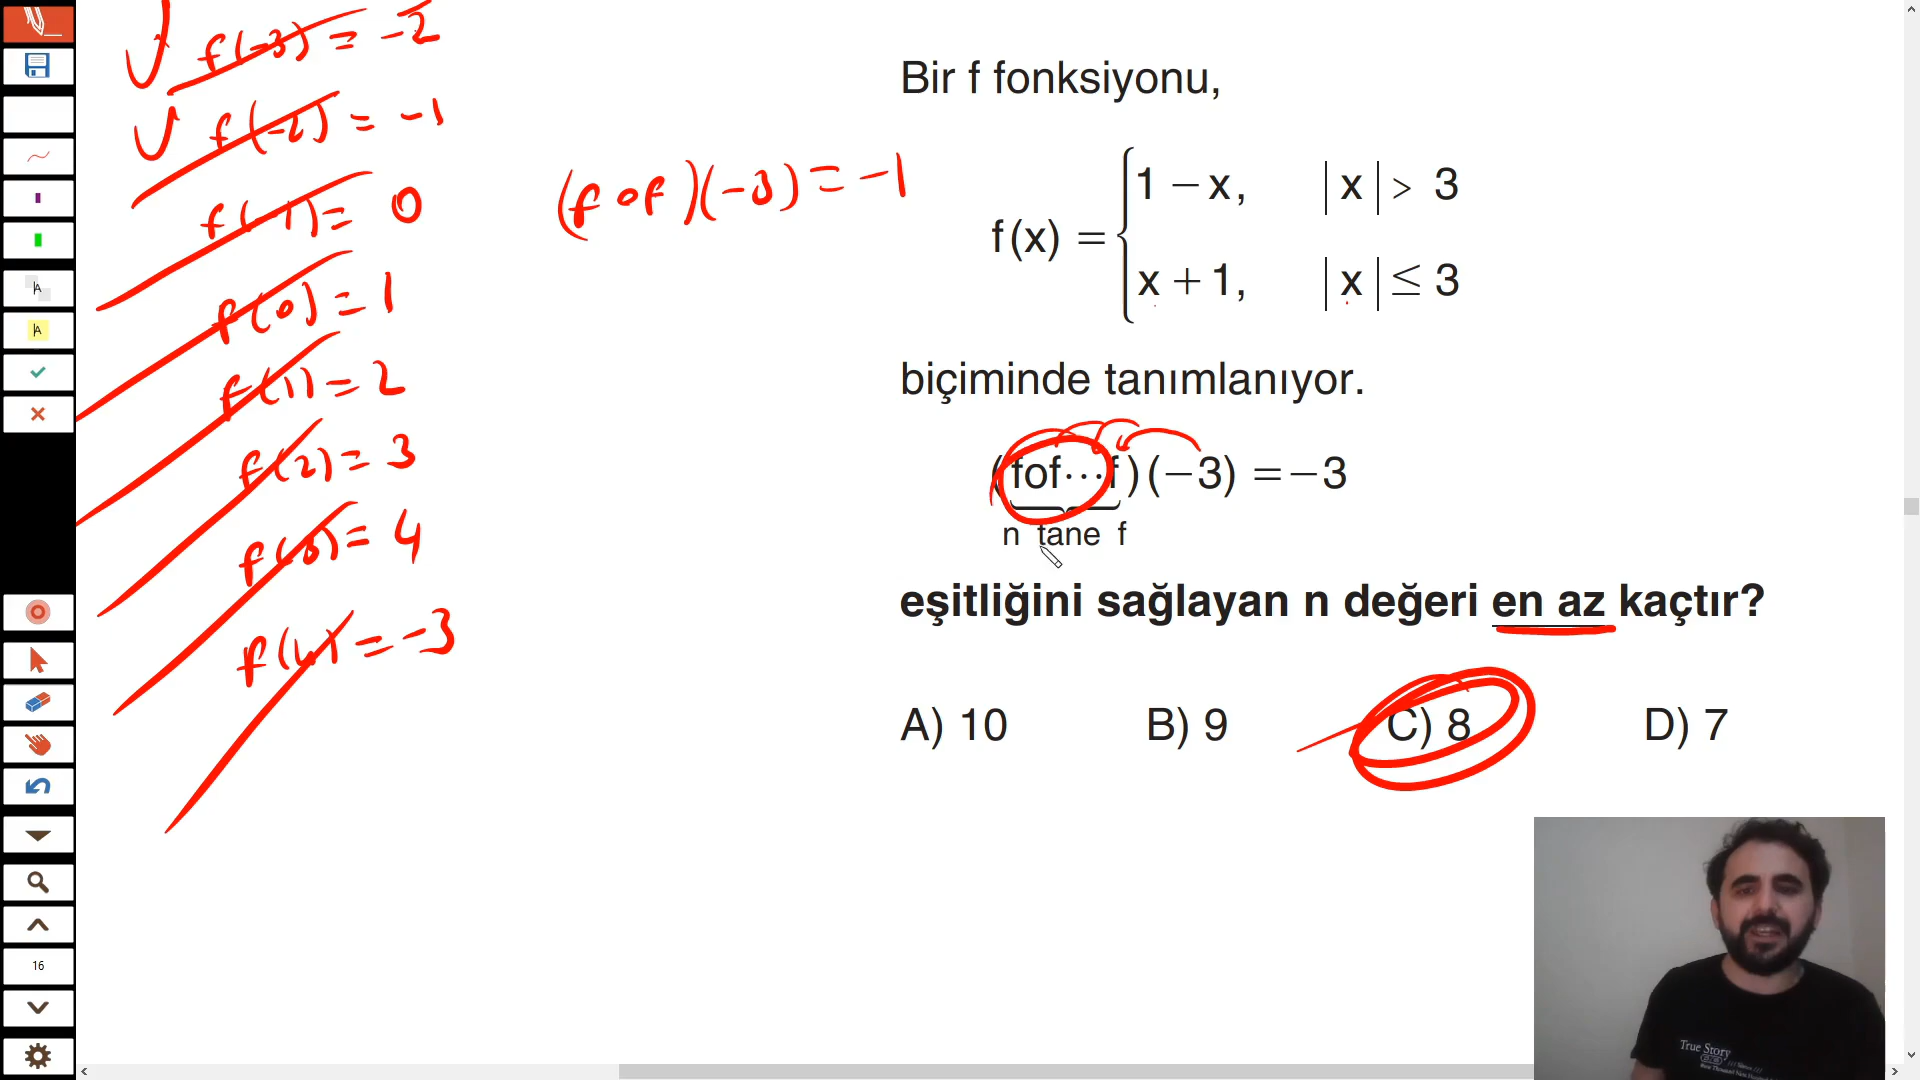 f(-3) = -2
f(-2) = -1
f(-1) = 0
f(0) = 1
f(1) = 2
f(2) = 3
f(3) = 4
f(4) = -3
(fof)(-3) = -1
Bir f fonksiyonu,
f(x) = { 1 − x, |x| > 3
x + 1, |x| ≤ 3
biçiminde tanımlanıyor.
(fof⋯f)(−3) = −3
n tane f
eşitliğini sağlayan n değeri en az kaçtır?
A) 10 B) 9 C) 8 D) 7
16
True Story